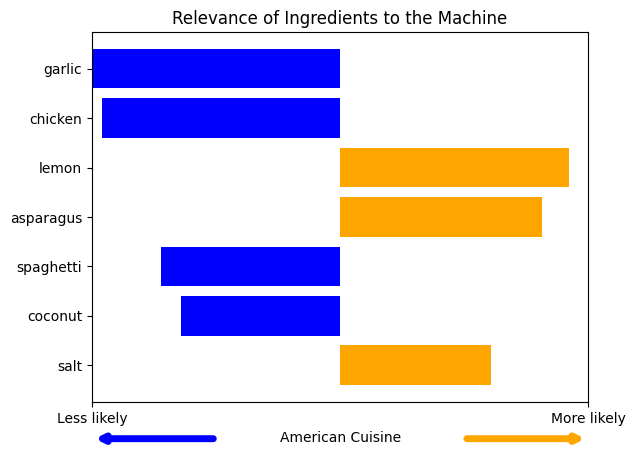 Relevance of Ingredients to the Machine
garlic
chicken
lemon
asparagus
spaghetti
coconut
salt
Less likely
More likely
American Cuisine